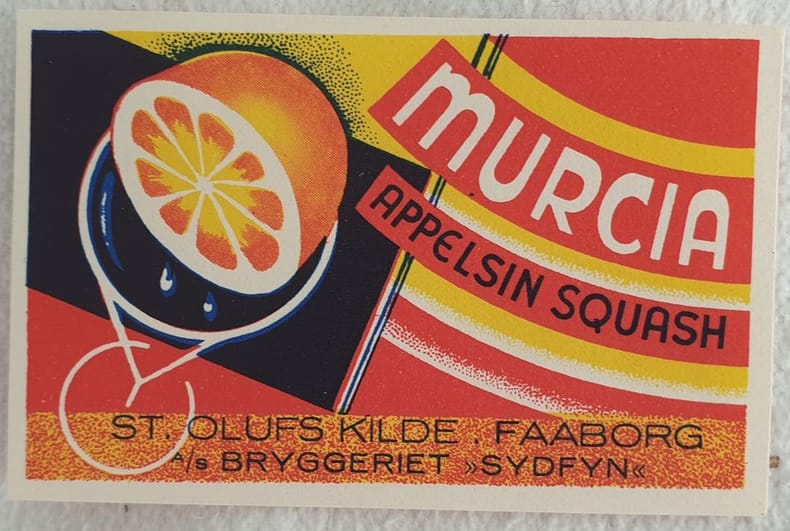 MURCIA
APPELSIN SQUASH
ST. OLUFS KILDE . FAABORG
A/s BRYGGERIET »SYDFYN«